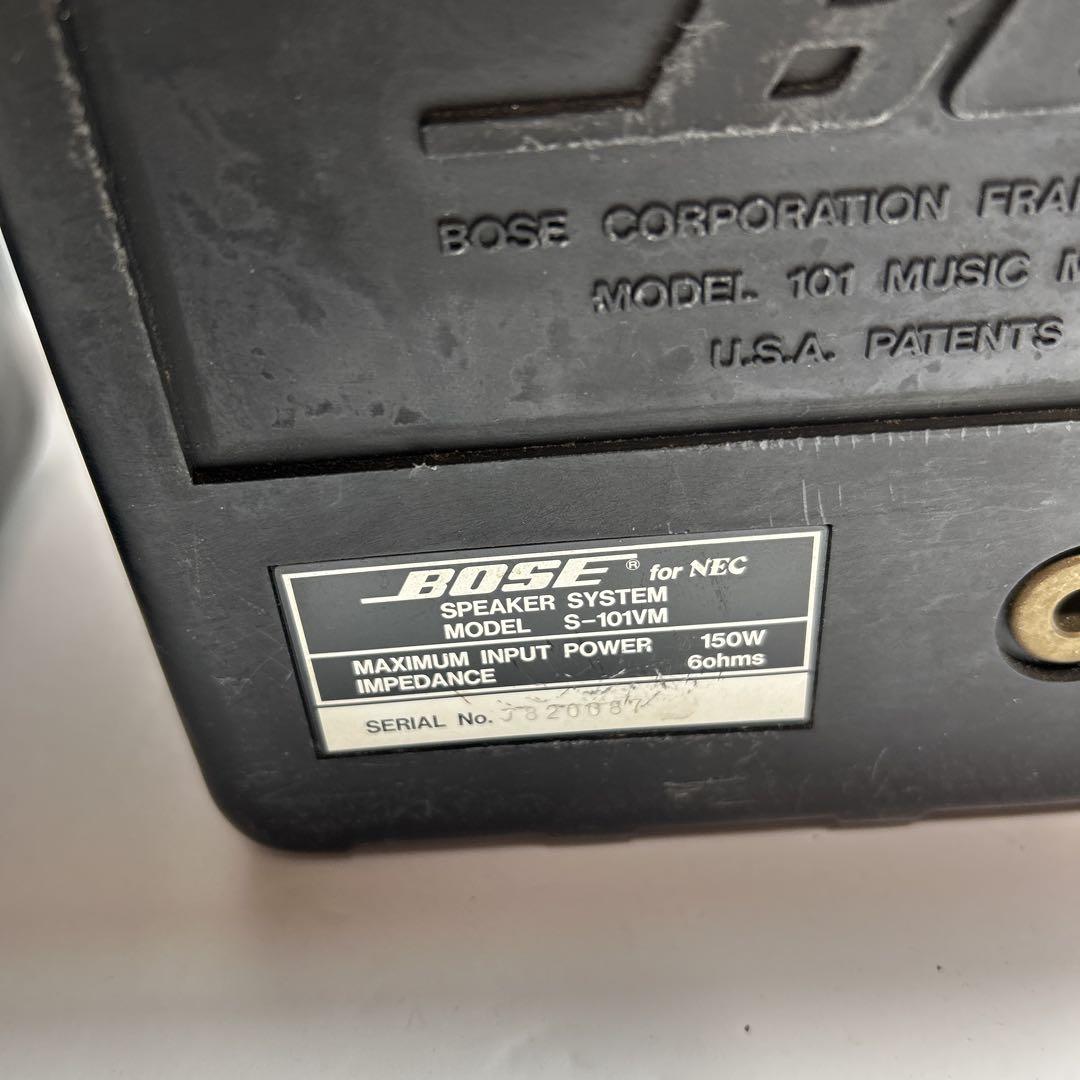 BOSE CORPORATION
MODEL 101 MUSIC
U.S.A. PATENTS
BOSE ® for NEC
SPEAKER SYSTEM
MODEL S-101VM
MAXIMUM INPUT POWER 150W
IMPEDANCE 6ohms
SERIAL No.